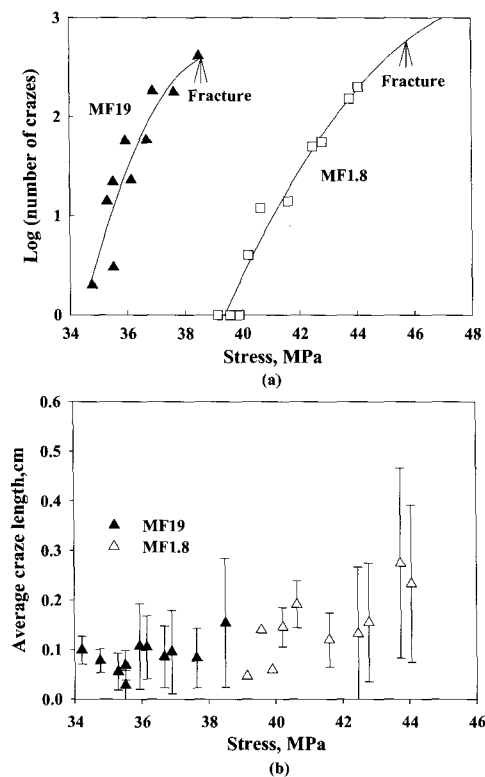 3
2
1
0
Log (number of crazes)
MF19
Fracture
Fracture
MF1.8
34 36 38 40 42 44 46 48
Stress, MPa
(a)
0.6
0.5
0.4
0.3
0.2
0.1
0.0
Average craze length,cm
MF19
MF1.8
34 36 38 40 42 44 46
Stress, MPa
(b)